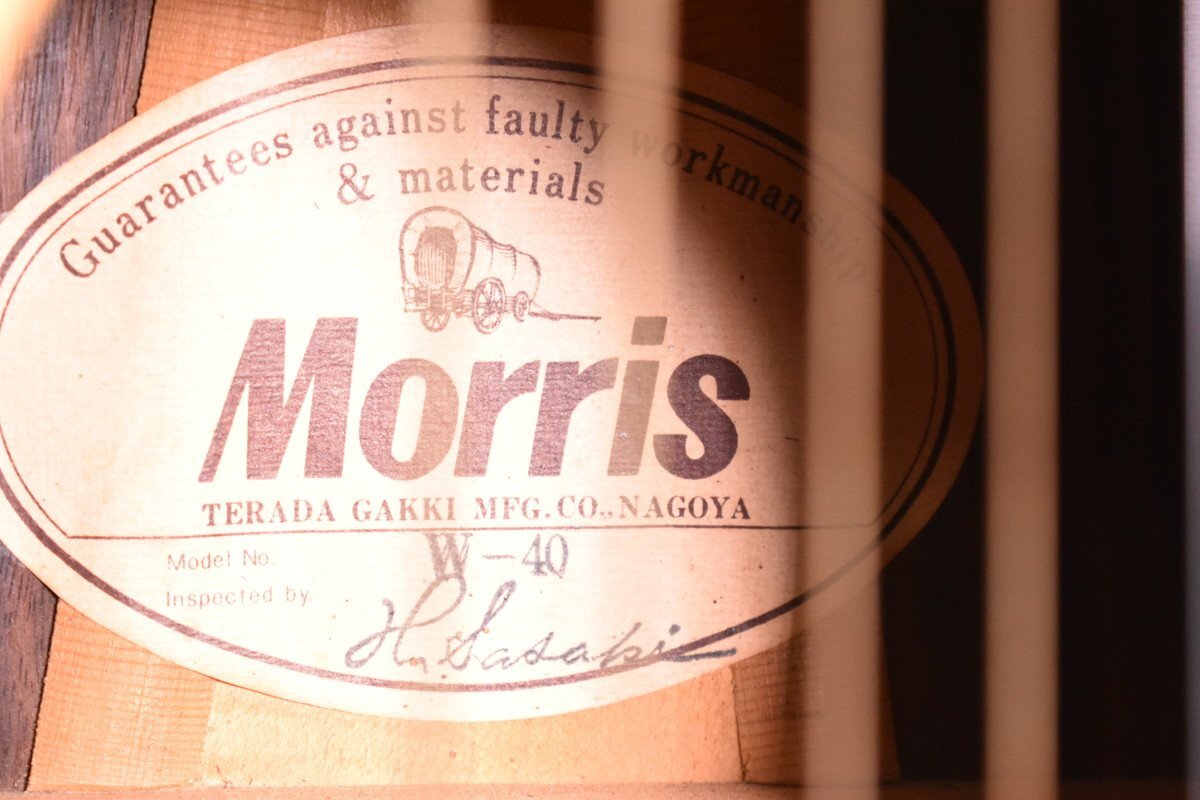 Guarantees against faulty workmanship
& materials
Morris
TERADA GAKKI MFG. CO., NAGOYA
Model No. W-40
Inspected by H. Sasaki